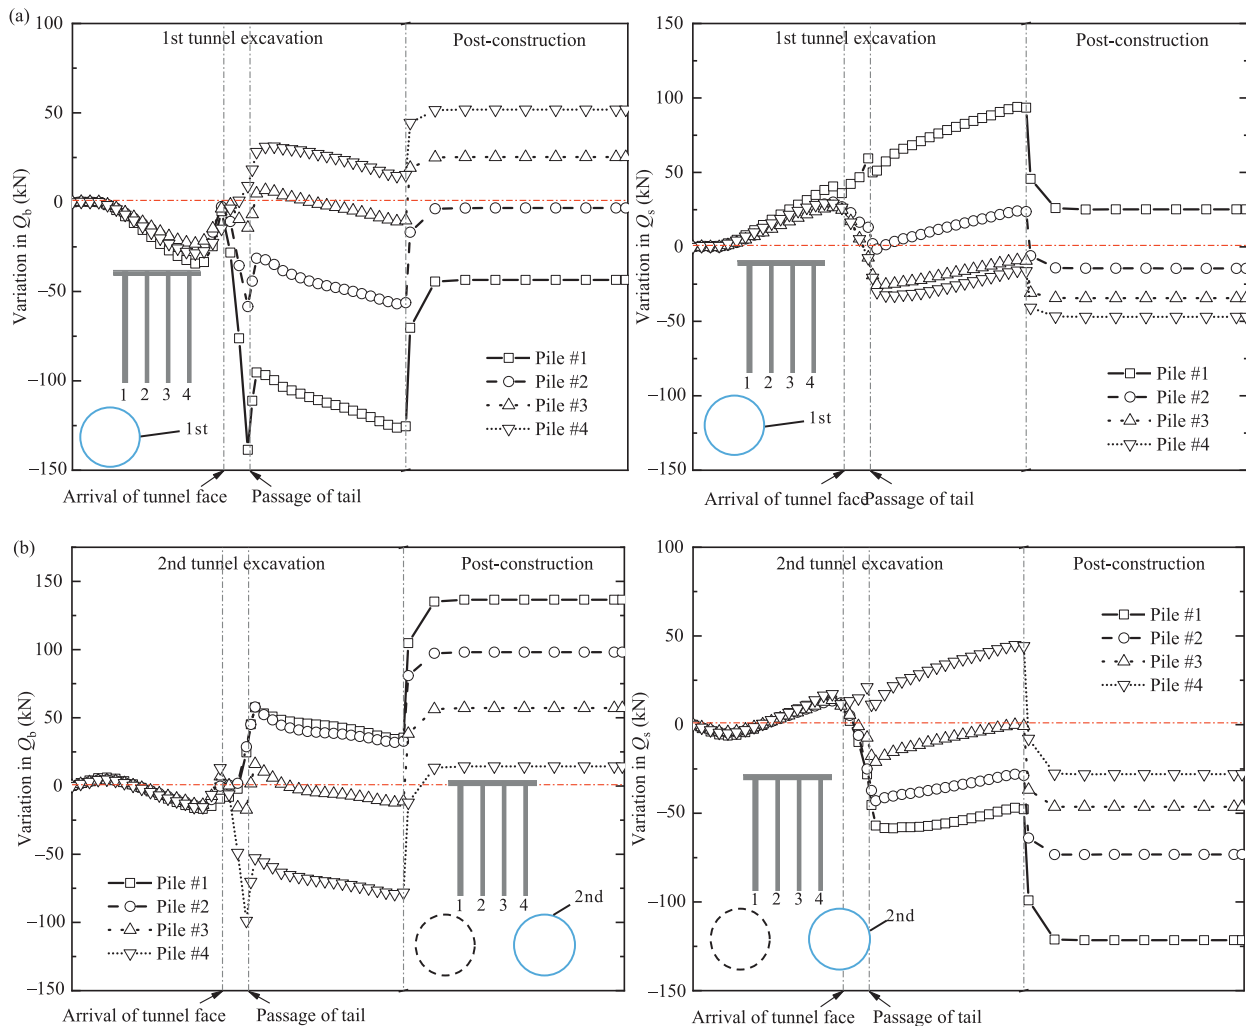 (a)
1st tunnel excavation
Post-construction
Variation in Qb (kN)
100
50
0
−50
−100
−150
1 2 3 4
1st
Pile #1
Pile #2
Pile #3
Pile #4
Arrival of tunnel face
Passage of tail
1st tunnel excavation
Post-construction
Variation in Qs (kN)
150
100
50
0
−50
−100
−150
1 2 3 4
1st
Pile #1
Pile #2
Pile #3
Pile #4
Arrival of tunnel face
Passage of tail
(b)
2nd tunnel excavation
Post-construction
Variation in Qb (kN)
150
100
50
0
−50
−100
−150
1 2 3 4
2nd
Pile #1
Pile #2
Pile #3
Pile #4
Arrival of tunnel face
Passage of tail
2nd tunnel excavation
Post-construction
Variation in Qs (kN)
100
50
0
−50
−100
−150
1 2 3 4
2nd
Pile #1
Pile #2
Pile #3
Pile #4
Arrival of tunnel face
Passage of tail